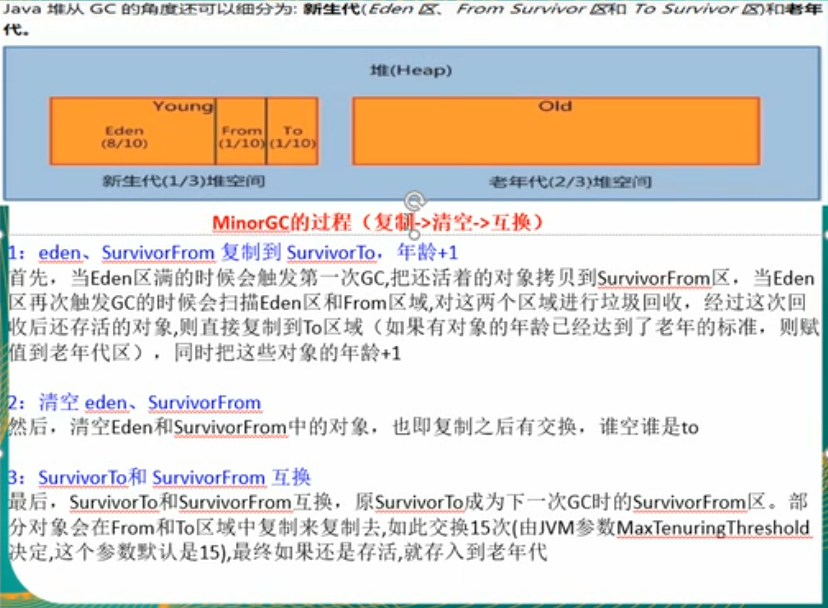 Java 堆从 GC 的角度还可以细分为: 新生代(Eden 区、From Survivor 区和 To Survivor 区)和老年
代。
堆(Heap)
Young
Old
Eden
(8/10)
From
(1/10)
To
(1/10)
新生代(1/3)堆空间
老年代(2/3)堆空间
MinorGC的过程（复制->清空->互换）
1：eden、SurvivorFrom 复制到 SurvivorTo，年龄+1
首先，当Eden区满的时候会触发第一次GC,把还活着的对象拷贝到SurvivorFrom区，当Eden
区再次触发GC的时候会扫描Eden区和From区域,对这两个区域进行垃圾回收，经过这次回
收后还存活的对象,则直接复制到To区域（如果有对象的年龄已经达到了老年的标准，则赋
值到老年代区），同时把这些对象的年龄+1
2：清空 eden、SurvivorFrom
然后，清空Eden和SurvivorFrom中的对象，也即复制之后有交换，谁空谁是to
3：SurvivorTo和 SurvivorFrom 互换
最后，SurvivorTo和SurvivorFrom互换，原SurvivorTo成为下一次GC时的SurvivorFrom区。部
分对象会在From和To区域中复制来复制去,如此交换15次(由JVM参数MaxTenuringThreshold
决定,这个参数默认是15),最终如果还是存活,就存入到老年代